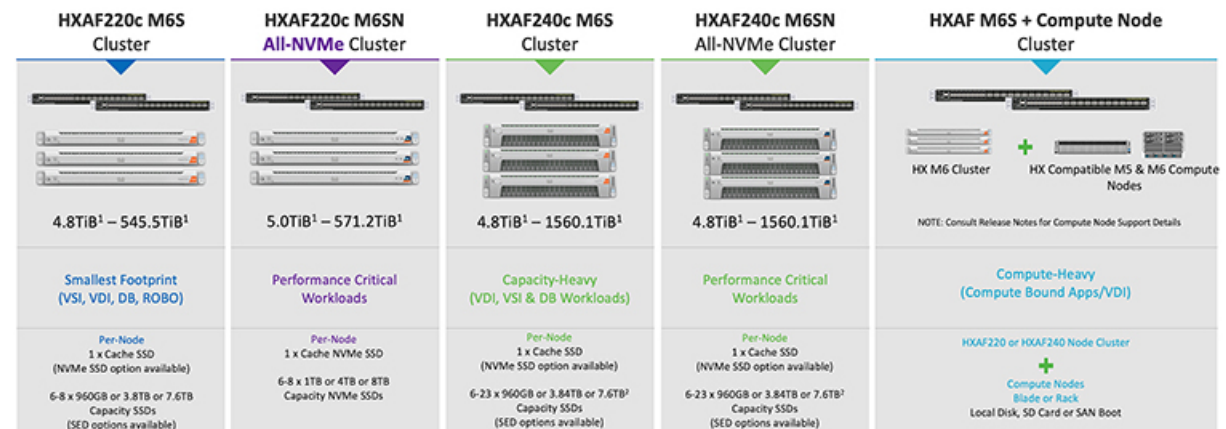 HXAF220c M6S
Cluster
4.8TiB¹ – 545.5TiB¹
Smallest Footprint
(VSI, VDI, DB, ROBO)
Per-Node
1 x Cache SSD
(NVMe SSD option available)
6-8 x 960GB or 3.8TB or 7.6TB
Capacity SSDs
(SED options available)
HXAF220c M6SN
All-NVMe Cluster
5.0TiB¹ – 571.2TiB¹
Performance Critical
Workloads
Per-Node
1 x Cache NVMe SSD
6-8 x 1TB or 4TB or 8TB
Capacity NVMe SSDs
HXAF240c M6S
Cluster
4.8TiB¹ – 1560.1TiB¹
Capacity-Heavy
(VDI, VSI & DB Workloads)
Per-Node
1 x Cache SSD
(NVMe SSD option available)
6-23 x 960GB or 3.84TB or 7.6TB²
Capacity SSDs
(SED options available)
HXAF240c M6SN
All-NVMe Cluster
4.8TiB¹ – 1560.1TiB¹
Performance Critical
Workloads
Per-Node
1 x Cache SSD
(NVMe SSD option available)
6-23 x 960GB or 3.84TB or 7.6TB²
Capacity SSDs
(SED options available)
HXAF M6S + Compute Node
Cluster
HX M6 Cluster
+
HX Compatible M5 & M6 Compute
Nodes
NOTE: Consult Release Notes for Compute Node Support Details
Compute-Heavy
(Compute Bound Apps/VDI)
HXAF220 or HXAF240 Node Cluster
+
Compute Nodes
Blade or Rack
Local Disk, SD Card or SAN Boot